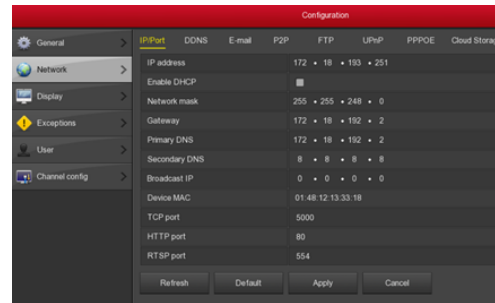 Configuration
General
Network
Display
Exceptions
User
Channel config
IP/Port DDNS E-mail P2P FTP UPnP PPPOE Cloud Storag
IP address 172 • 18 • 193 • 251
Enable DHCP
Network mask 255 • 255 • 248 • 0
Gateway 172 • 18 • 192 • 2
Primary DNS 172 • 18 • 192 • 2
Secondary DNS 8 • 8 • 8 • 8
Broadcast IP 0 • 0 • 0 • 0
Device MAC 01:48:12:13:33:18
TCP port 5000
HTTP port 80
RTSP port 554
Refresh Default Apply Cancel